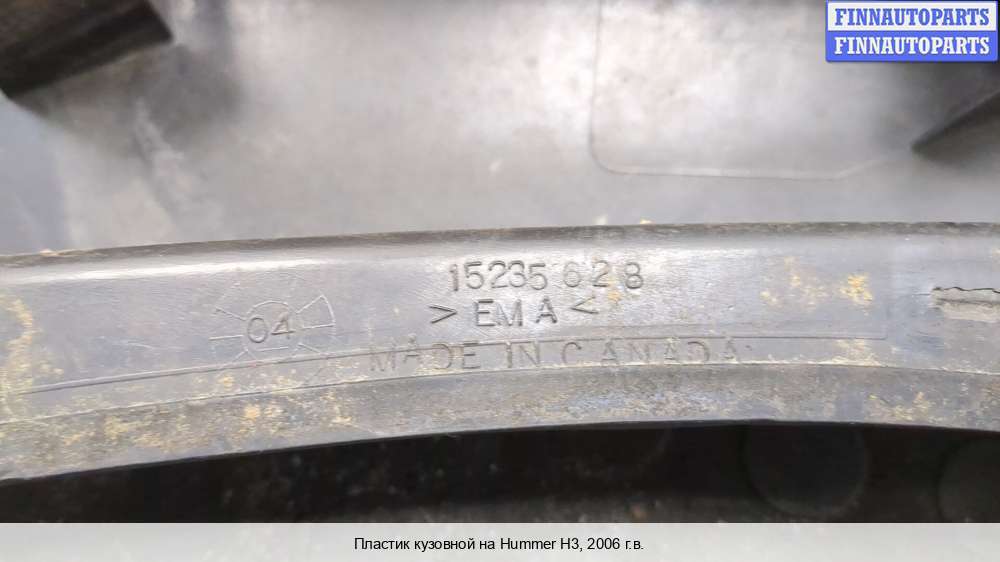 FINNAUTOPARTS
FINNAUTOPARTS
15235628
>EMA<
04
MADE IN CANADA
Пластик кузовной на Hummer H3, 2006 г.в.